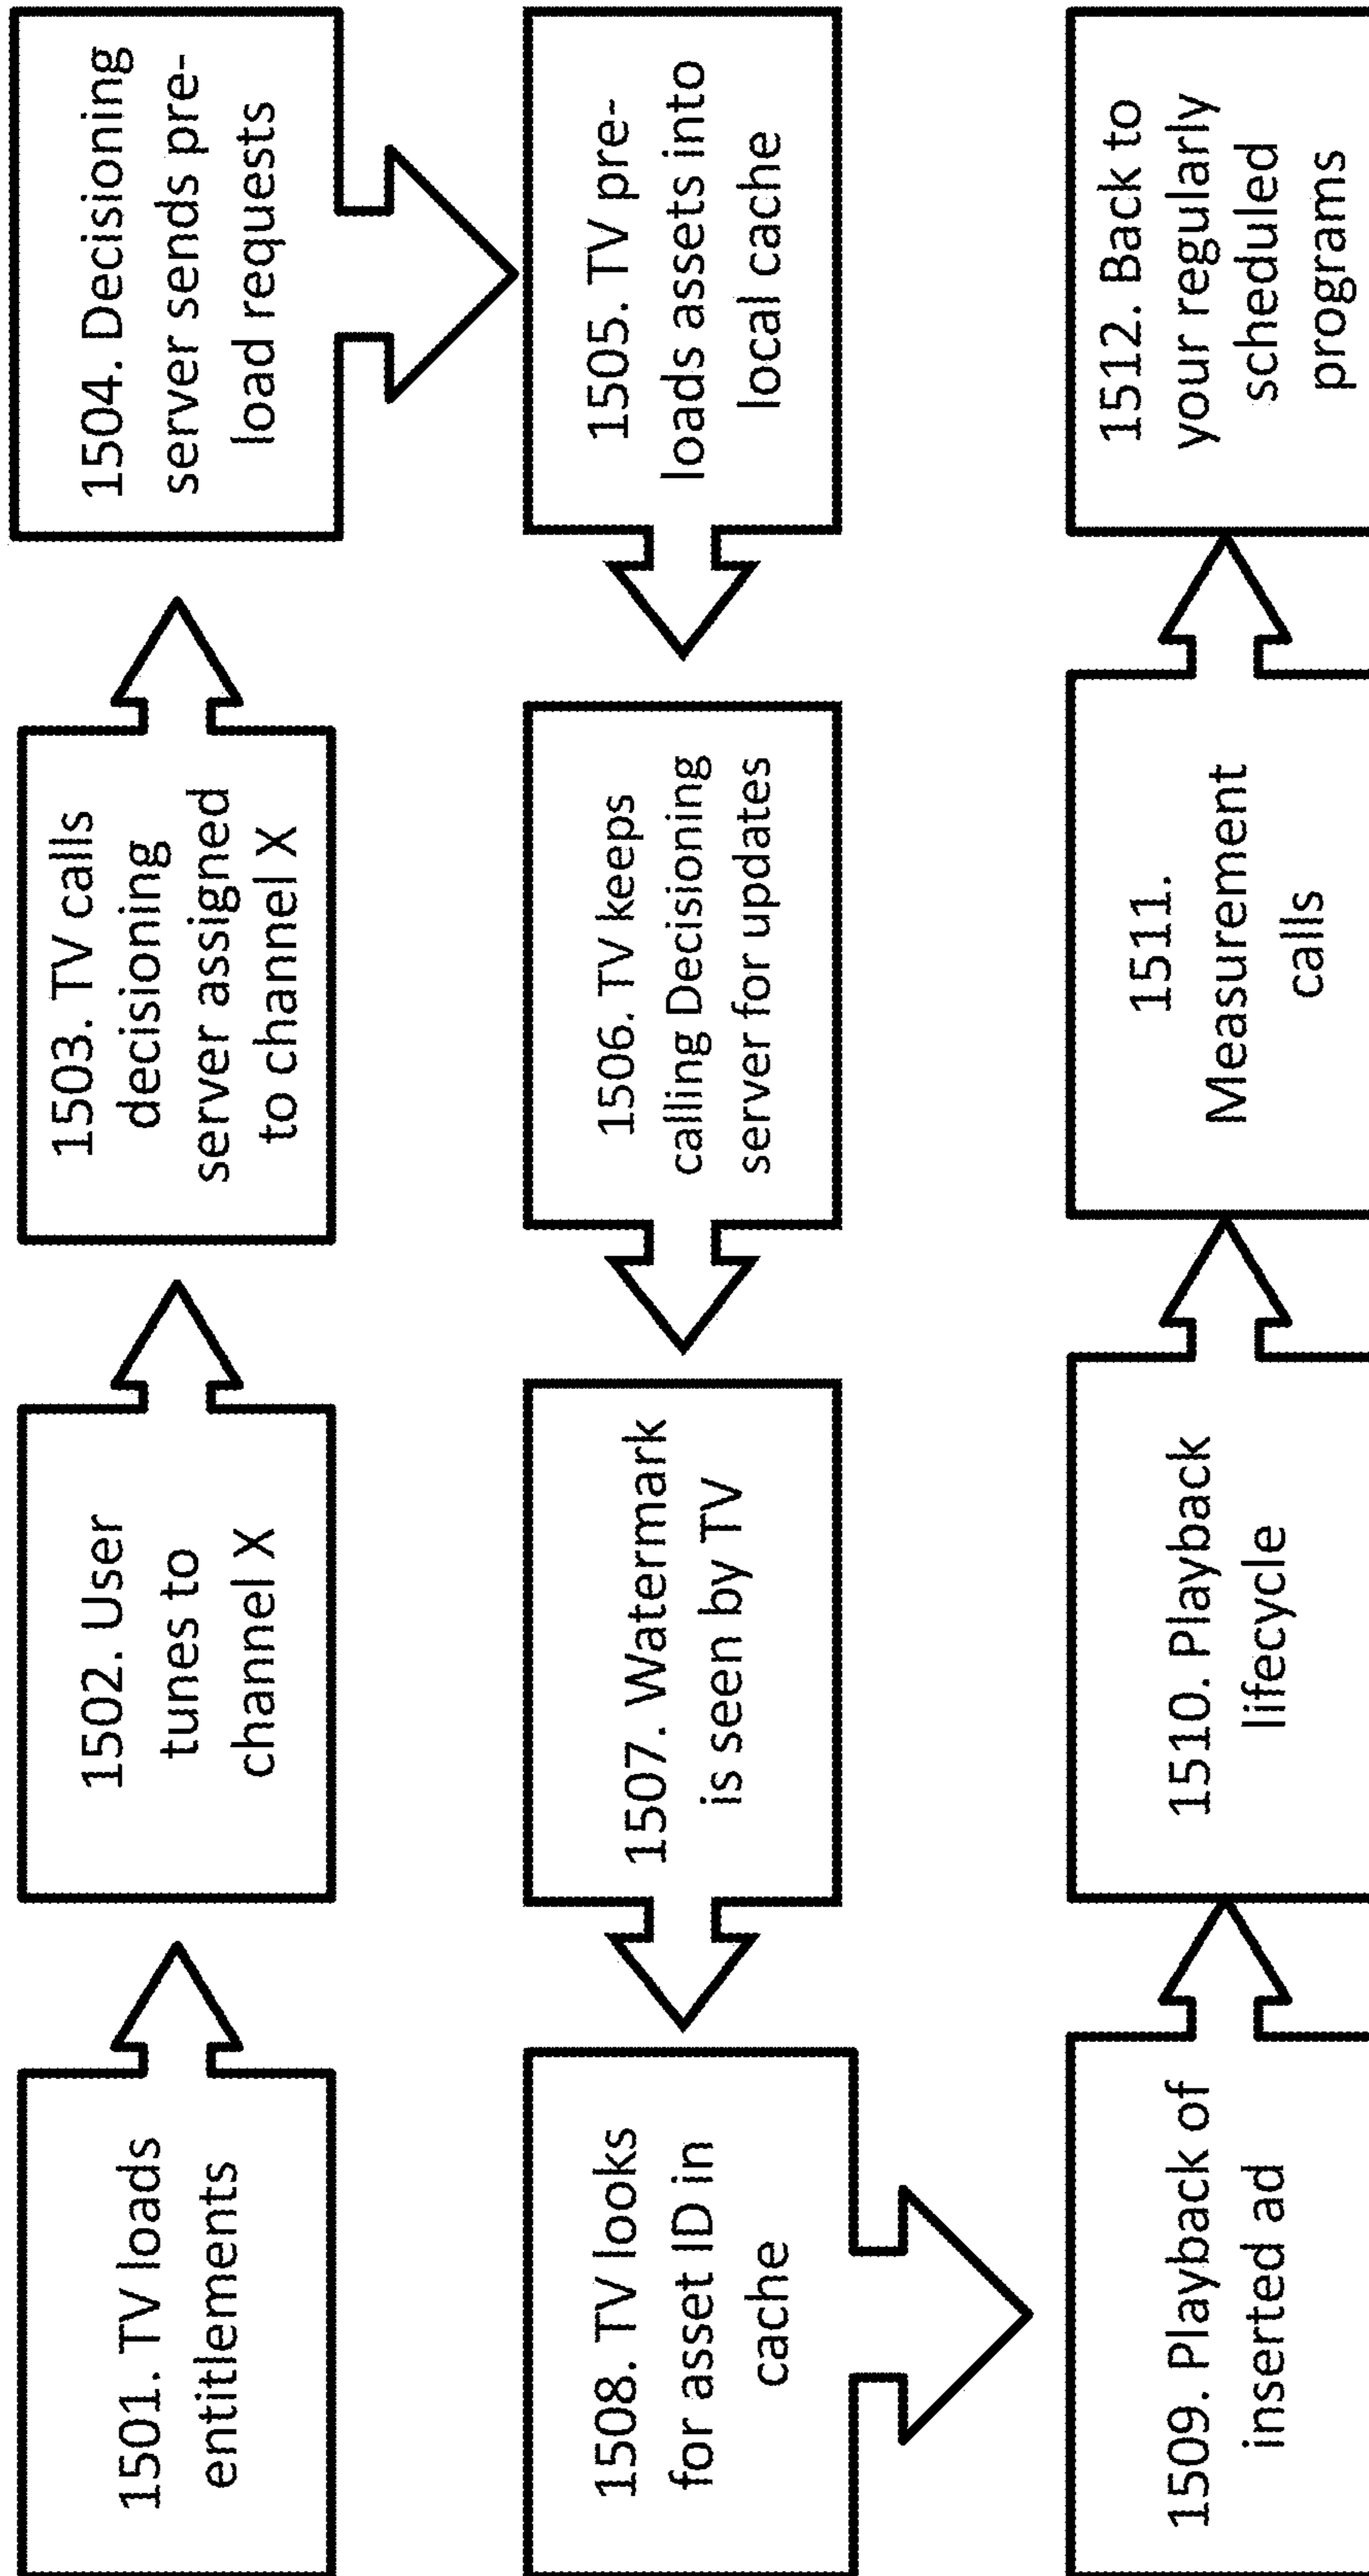 1501. TV loads
entitlements
1502. User
tunes to
channel X
1503. TV calls
decisioning
server assigned
to channel X
1504. Decisioning
server sends pre-
load requests
1505. TV pre-
loads assets into
local cache
1506. TV keeps
calling Decisioning
server for updates
1507. Watermark
is seen by TV
1508. TV looks
for asset ID in
cache
1509. Playback of
inserted ad
1510. Playback
lifecycle
1511.
Measurement
calls
1512. Back to
your regularly
scheduled
programs